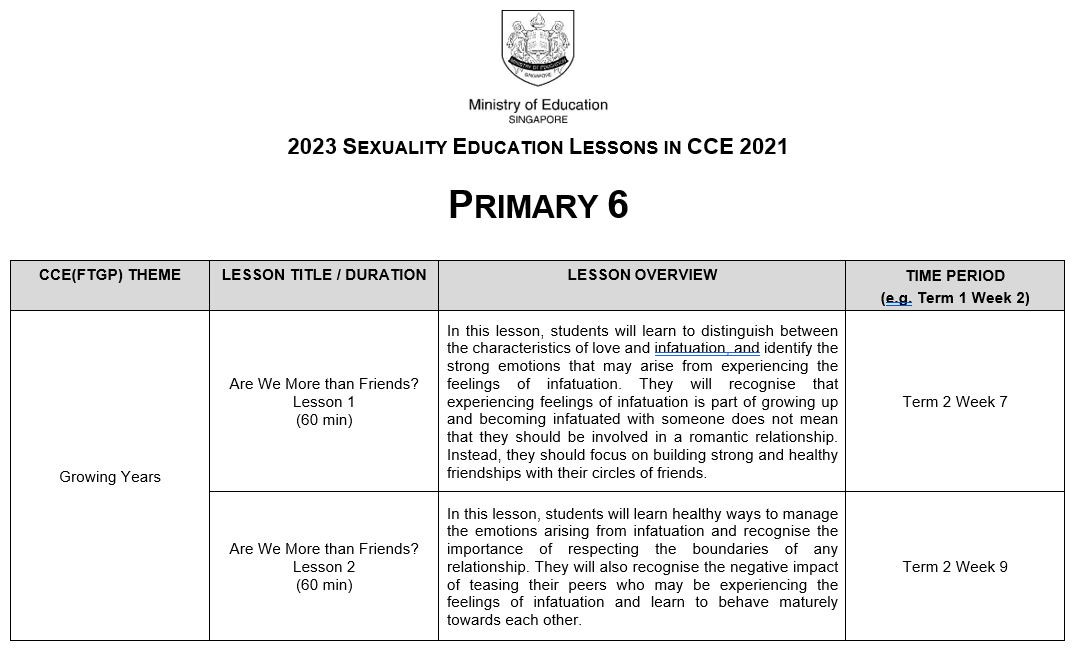 MINISTRY OF EDUCATION
SINGAPORE
Ministry of Education
SINGAPORE
2023 SEXUALITY EDUCATION LESSONS IN CCE 2021
PRIMARY 6
CCE(FTGP) THEME
LESSON TITLE / DURATION
LESSON OVERVIEW
TIME PERIOD
(e.g. Term 1 Week 2)
Growing Years
Are We More than Friends?
Lesson 1
(60 min)
In this lesson, students will learn to distinguish between
the characteristics of love and infatuation, and identify the
strong emotions that may arise from experiencing the
feelings of infatuation. They will recognise that
experiencing feelings of infatuation is part of growing up
and becoming infatuated with someone does not mean
that they should be involved in a romantic relationship.
Instead, they should focus on building strong and healthy
friendships with their circles of friends.
Term 2 Week 7
Are We More than Friends?
Lesson 2
(60 min)
In this lesson, students will learn healthy ways to manage
the emotions arising from infatuation and recognise the
importance of respecting the boundaries of any
relationship. They will also recognise the negative impact
of teasing their peers who may be experiencing the
feelings of infatuation and learn to behave maturely
towards each other.
Term 2 Week 9